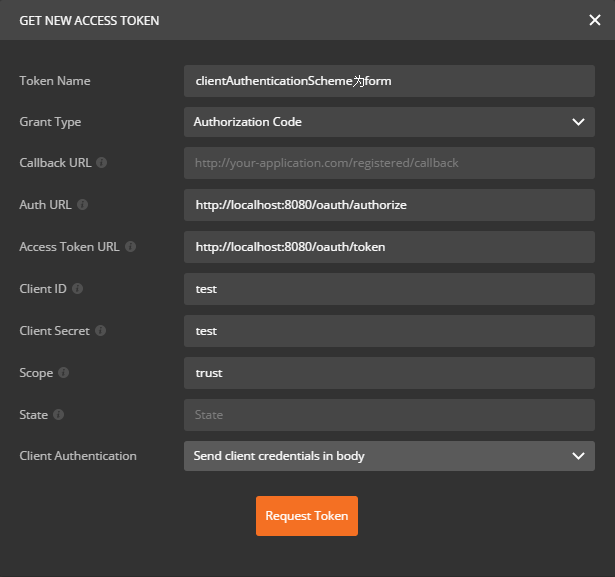 GET NEW ACCESS TOKEN
Token Name clientAuthenticationScheme为form
Grant Type Authorization Code
Callback URL http://your-application.com/registered/callback
Auth URL http://localhost:8080/oauth/authorize
Access Token URL http://localhost:8080/oauth/token
Client ID test
Client Secret test
Scope trust
State State
Client Authentication Send client credentials in body
Request Token